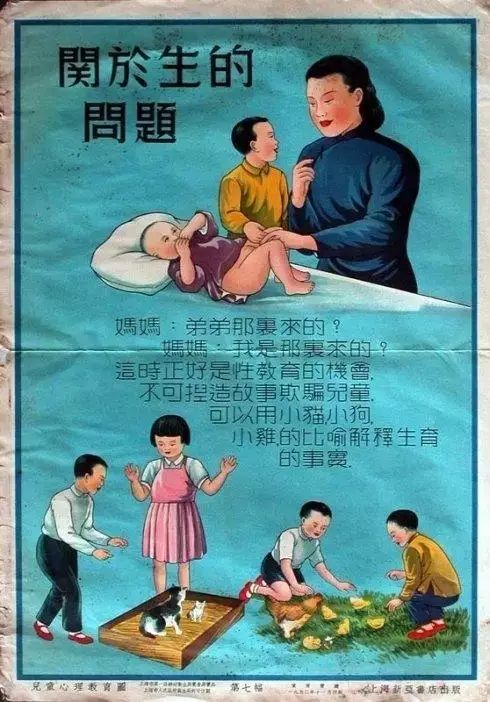 関於生的
問題
媽媽：弟弟那裏來的？
媽媽：我是那裏來的？
這時正好是性教育的機會，
不可揑造故事欺騙兒童，
可以用小貓小狗，
小雞的比喻解釋生育
的事實．
兒童心理教育圖
第七幅
上海新亞書店出版